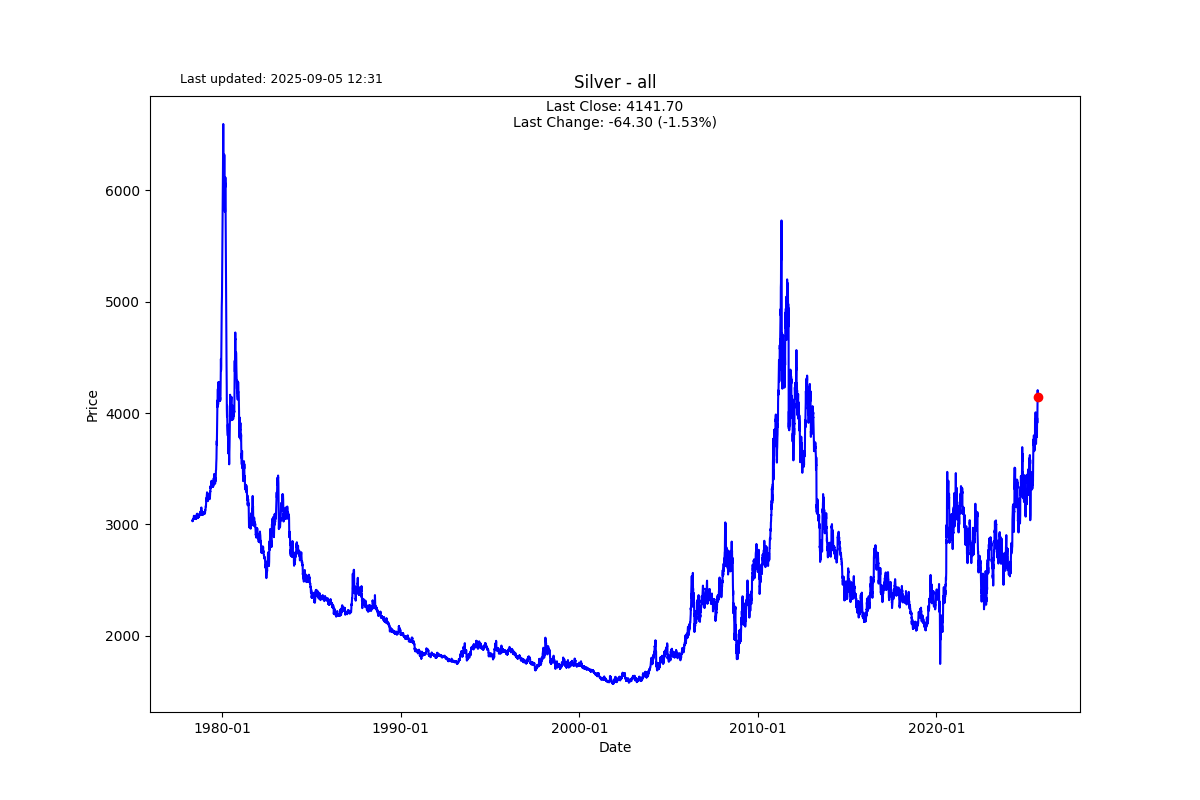 Last updated: 2025-09-05 12:31
Silver - all
Last Close: 4141.70
Last Change: -64.30 (-1.53%)
6000
5000
4000
3000
2000
Price
1980-01
1990-01
2000-01
2010-01
2020-01
Date